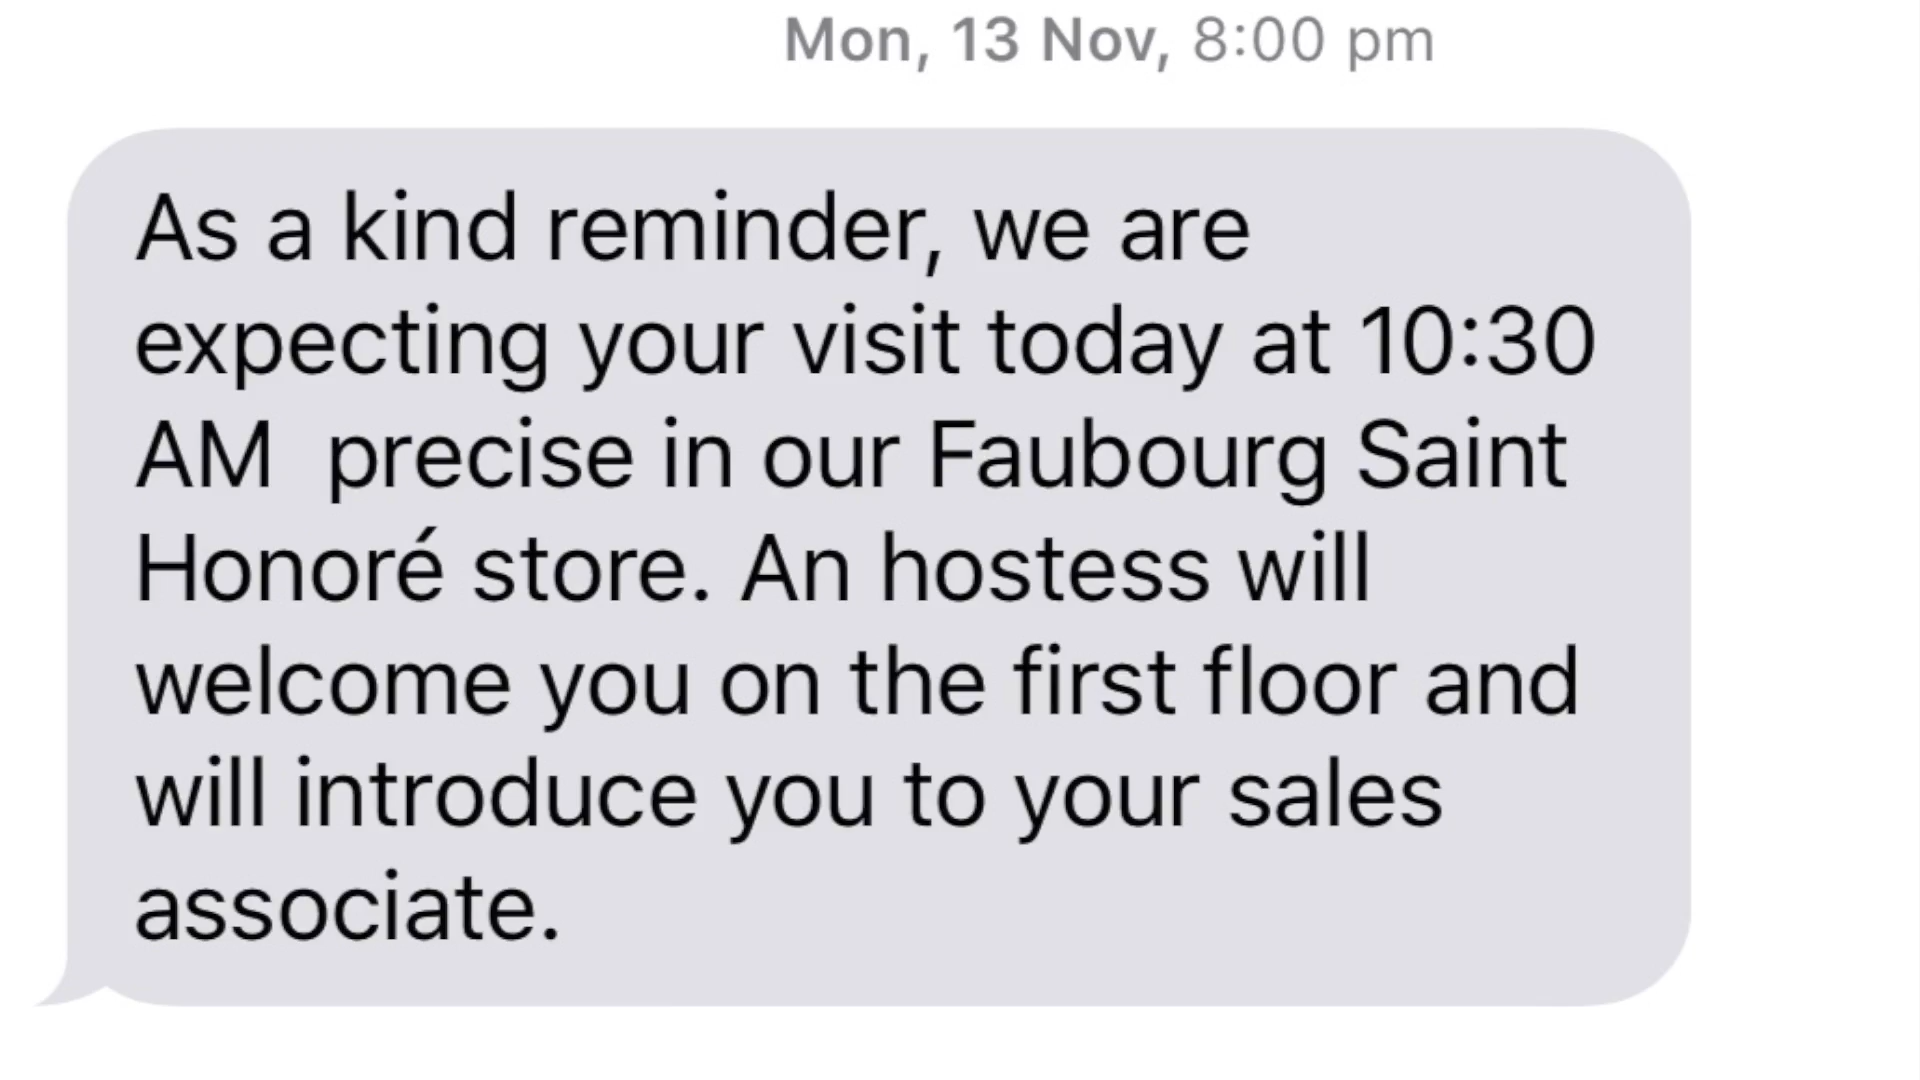 Mon, 13 Nov, 8:00 pm
As a kind reminder, we are
expecting your visit today at 10:30
AM  precise in our Faubourg Saint
Honoré store. An hostess will
welcome you on the first floor and
will introduce you to your sales
associate.